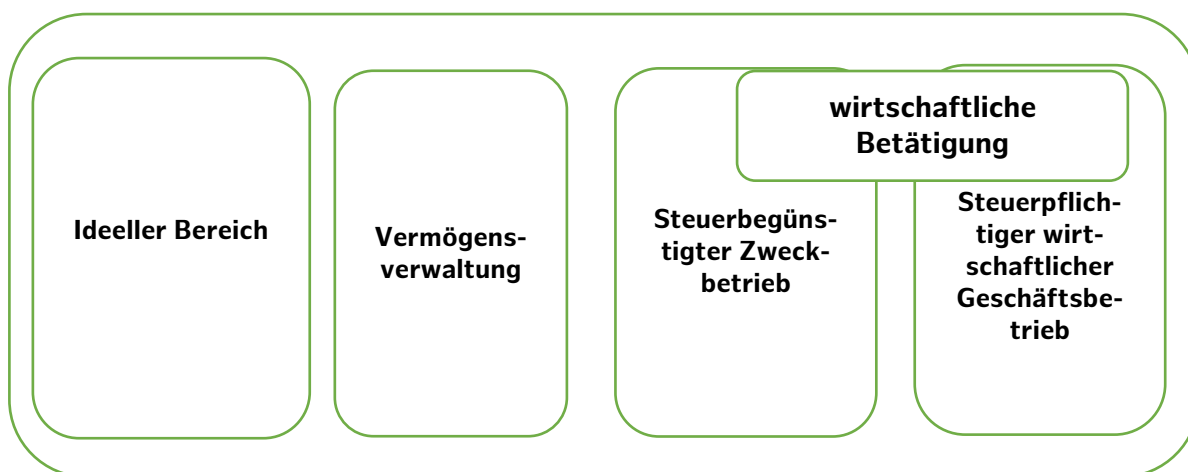 Ideeller Bereich
Vermögens-
verwaltung
Steuerbegüns-
tigter Zweck-
betrieb
wirtschaftliche
Betätigung
Steuerpflich-
tiger wirt-
schaftlicher
Geschäftsbe-
trieb